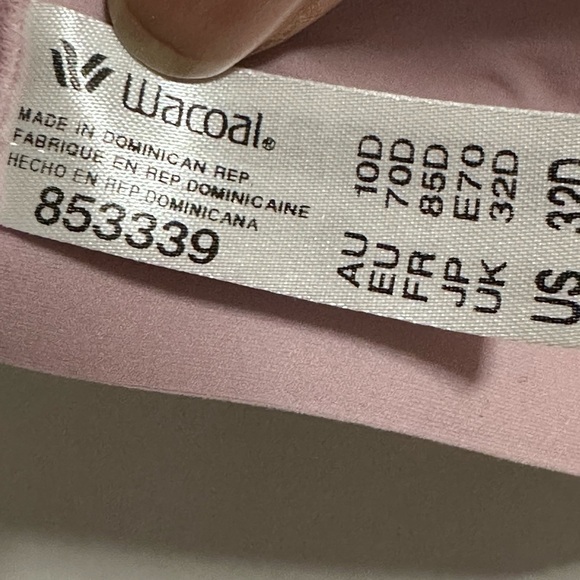 Wacoal®
MADE IN DOMINICAN REP.
FABRIQUE EN REP DOMINICAINE
HECHO EN REP DOMINICANA
853339
AU 10D
EU 70D
FR 85D
JP E70
UK 32D
US 32D